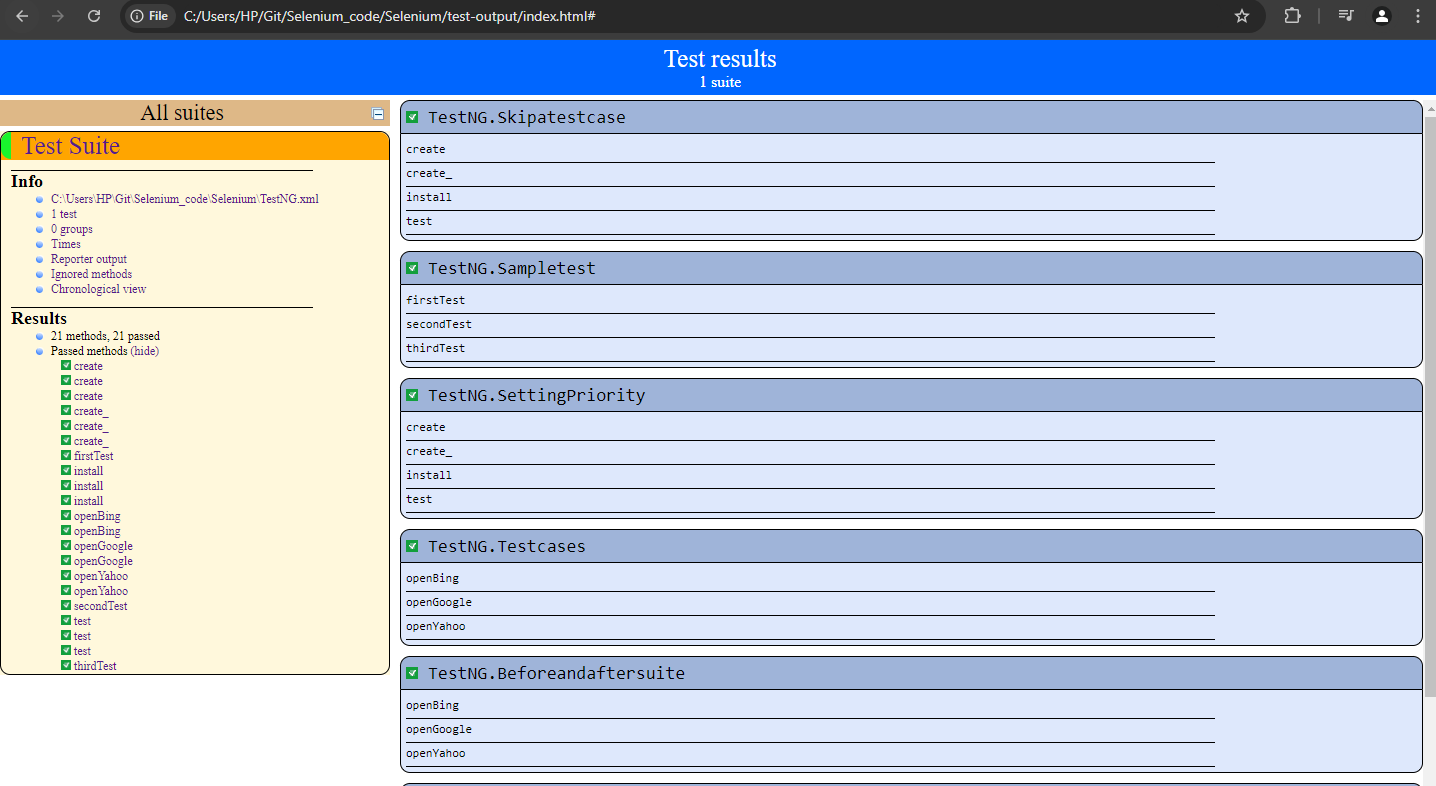 File C:/Users/HP/Git/Selenium_code/Selenium/test-output/index.html#
Test results
1 suite
All suites
Test Suite
Info
C:\Users\HP\Git\Selenium_code\Selenium\TestNG.xml
1 test
0 groups
Times
Reporter output
Ignored methods
Chronological view
Results
21 methods, 21 passed
Passed methods (hide)
create
create
create
create_
create_
create_
firstTest
install
install
install
openBing
openBing
openGoogle
openGoogle
openYahoo
openYahoo
secondTest
test
test
test
thirdTest
TestNG.Skipatestcase
create
create_
install
test
TestNG.Sampletest
firstTest
secondTest
thirdTest
TestNG.SettingPriority
create
create_
install
test
TestNG.Testcases
openBing
openGoogle
openYahoo
TestNG.Beforeandaftersuite
openBing
openGoogle
openYahoo